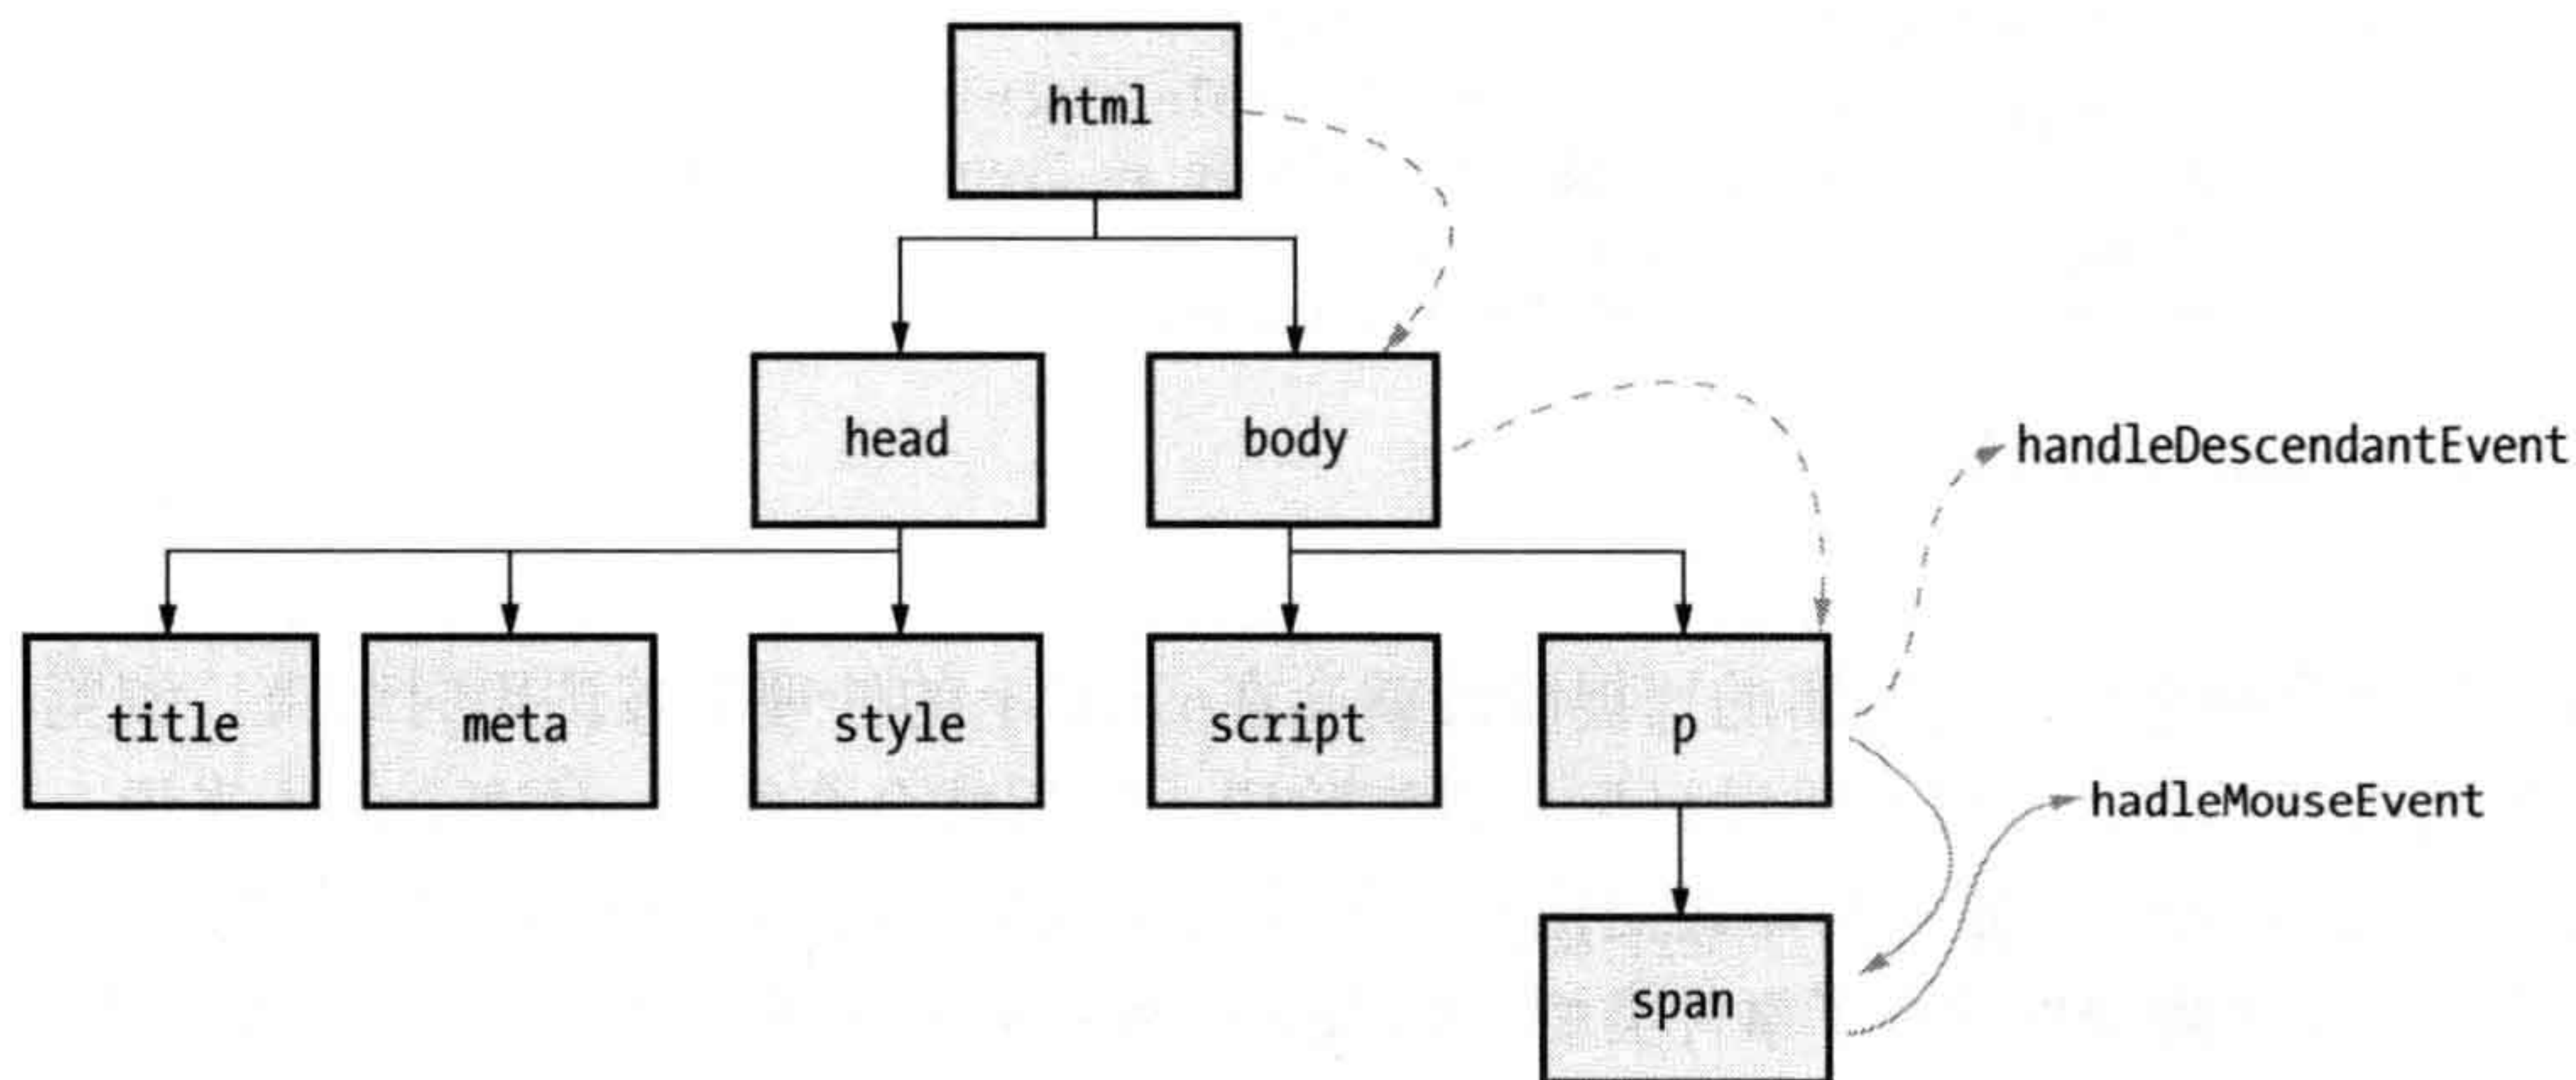 html
head
body
handleDescendantEvent
title
meta
style
script
p
hadleMouseEvent
span